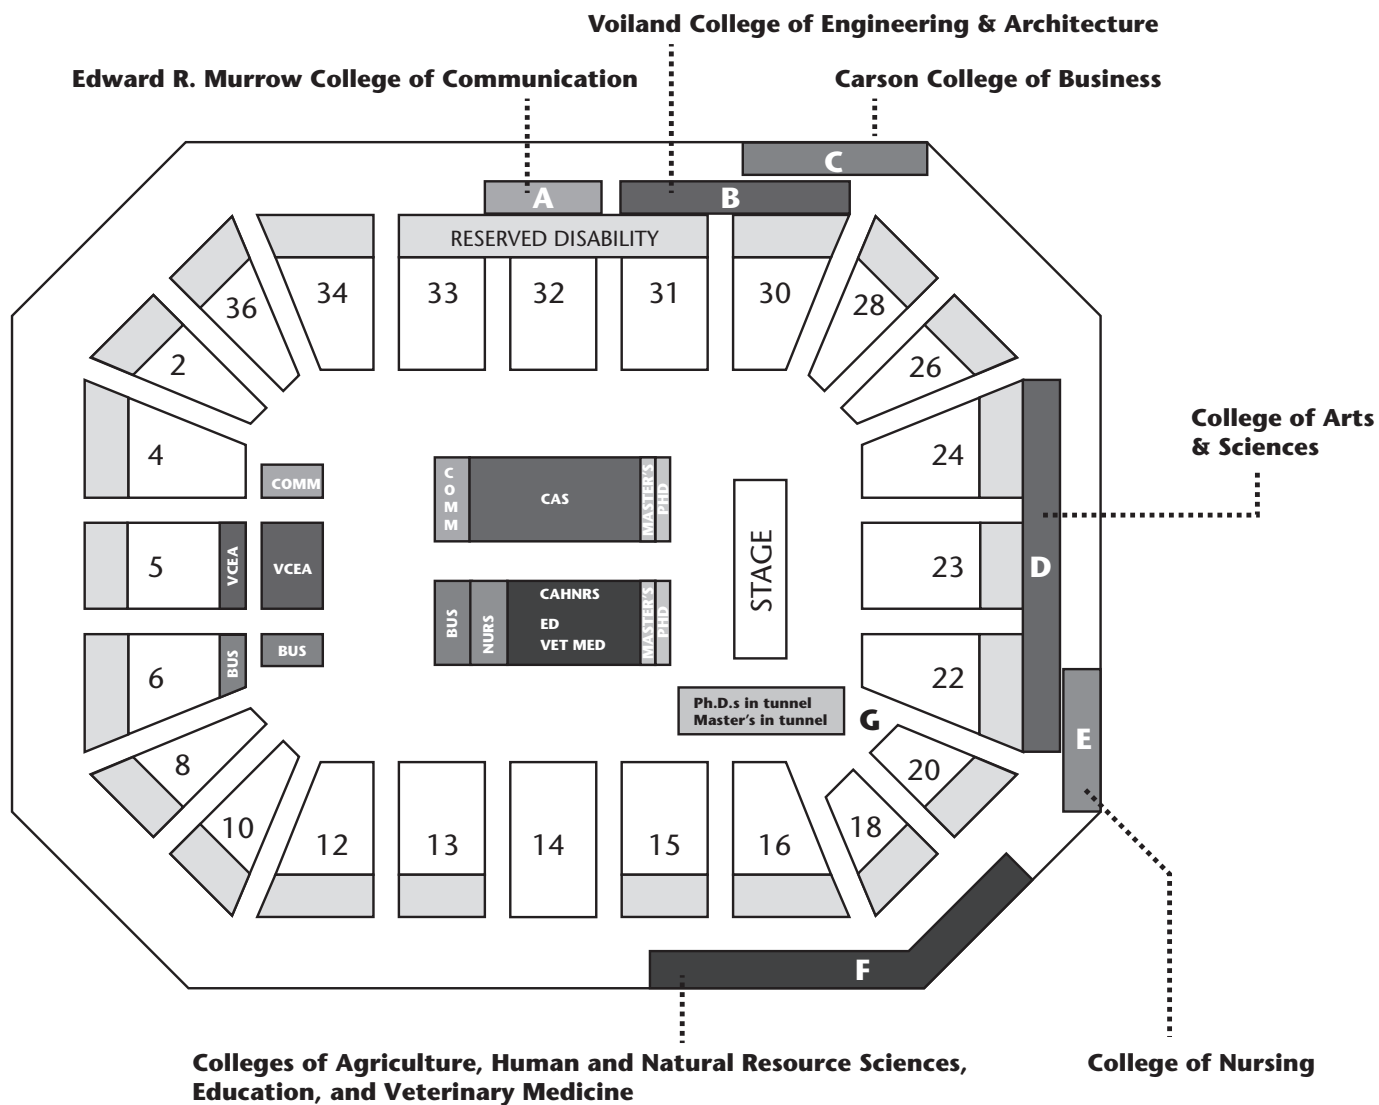 Voiland College of Engineering & Architecture
Edward R. Murrow College of Communication
Carson College of Business
C
A
B
RESERVED DISABILITY
36
34
33
32
31
30
28
2
26
4
24
College of Arts
& Sciences
COMM
COMM
CAS
MASTER'S
PHD
5
VCEA
VCEA
STAGE
23
D
6
BUS
BUS
BUS
NURS
CAHNRS
ED
VET MED
MASTER'S
PHD
22
Ph.D.s in tunnel
Master's in tunnel
G
E
8
20
10
12
13
14
15
16
18
F
Colleges of Agriculture, Human and Natural Resource Sciences,
Education, and Veterinary Medicine
College of Nursing